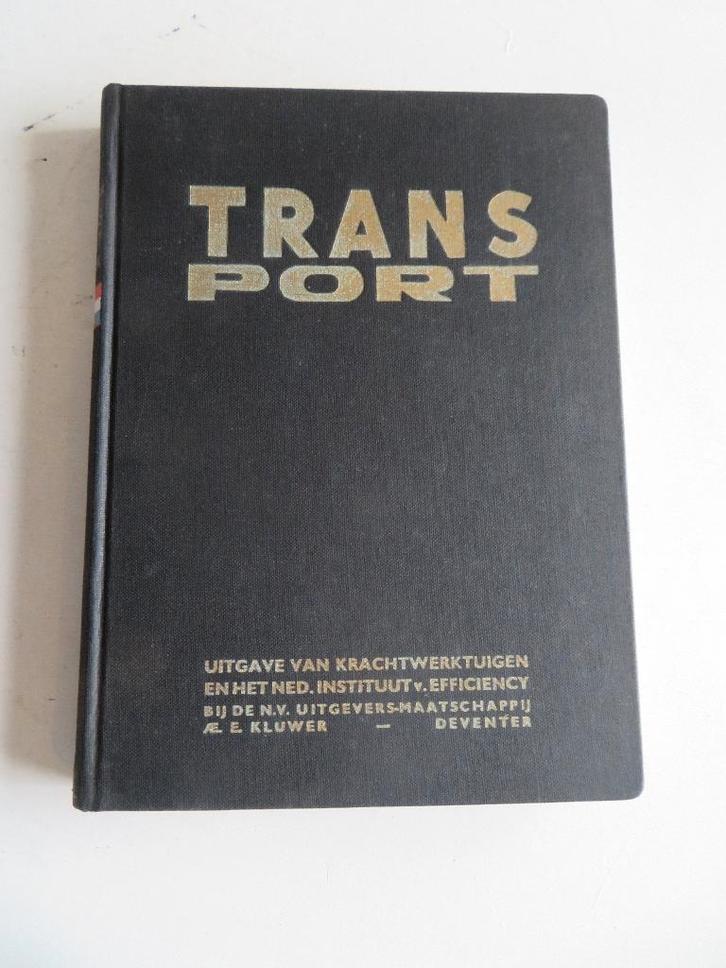 TRANS
PORT
UITGAVE VAN KRACHTWERKTUIGEN
EN HET NED. INSTITUUT v. EFFICIENCY
BIJ DE N.V. UITGEVERS-MAATSCHAPPIJ
Æ. E. KLUWER — DEVENTER